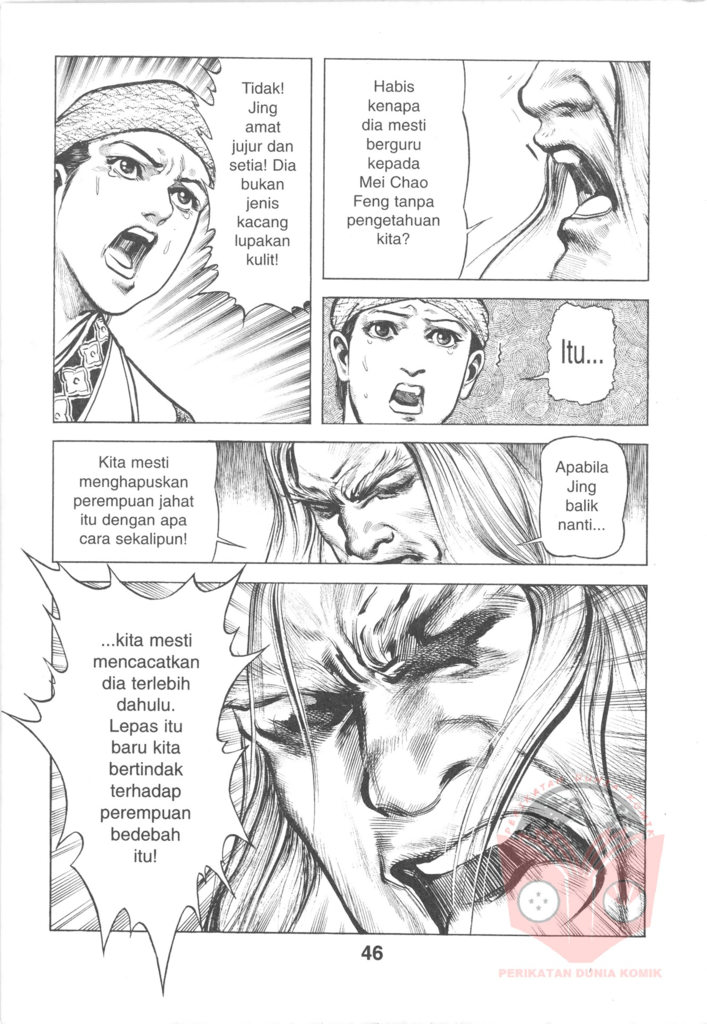 Tidak!
Jing
amat
jujur dan
setia! Dia
bukan
jenis
kacang
lupakan
kulit!
Habis
kenapa
dia mesti
berguru
kepada
Mei Chao
Feng tanpa
pengetahuan
kita?
Itu...
Kita mesti
menghapuskan
perempuan jahat
itu dengan apa
cara sekalipun!
Apabila
Jing
balik
nanti...
...kita mesti
mencacatkan
dia terlebih
dahulu.
Lepas itu
baru kita
bertindak
terhadap
perempuan
bedebah
itu!
46
PERIKATAN DUNIA KOMIK
PERIKATAN DUNIA KOMIK